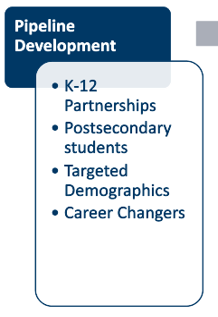 Pipeline
Development
• K-12
Partnerships
• Postsecondary
students
• Targeted
Demographics
• Career Changers